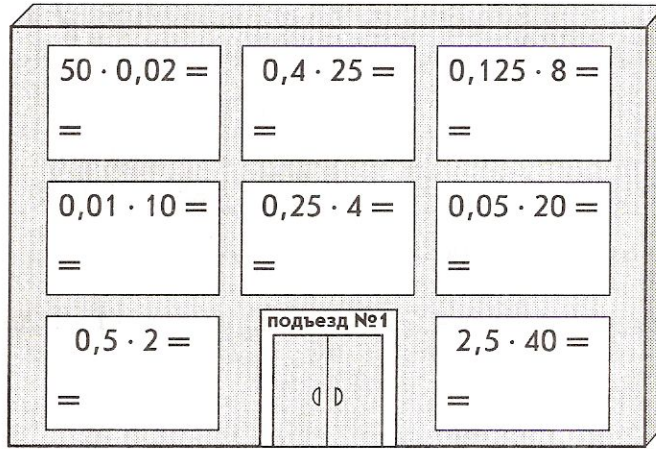 50 · 0,02 =
=
0,4 · 25 =
=
0,125 · 8 =
=
0,01 · 10 =
=
0,25 · 4 =
=
0,05 · 20 =
=
0,5 · 2 =
=
подъезд №1
2,5 · 40 =
=